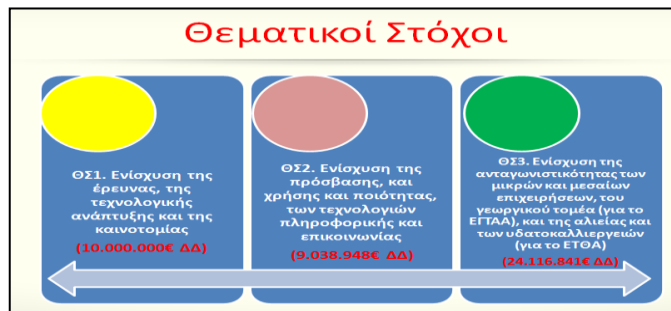 Θεματικοί Στόχοι
ΘΣ1. Ενίσχυση της
έρευνας, της
τεχνολογικής
ανάπτυξης και της
καινοτομίας
(10.000.000€ ΔΔ)
ΘΣ2. Ενίσχυση της
πρόσβασης, και
χρήσης και ποιότητας,
των τεχνολογιών
πληροφορικής και
επικοινωνίας
(9.038.948€ ΔΔ)
ΘΣ3. Ενίσχυση της
ανταγωνιστικότητας των
μικρών και μεσαίων
επιχειρήσεων, του
γεωργικού τομέα (για το
ΕΓΤΑΑ), και της αλιείας και
των υδατοκαλλιεργειών
(για το ΕΤΘΑ)
(24.116.841€ ΔΔ)